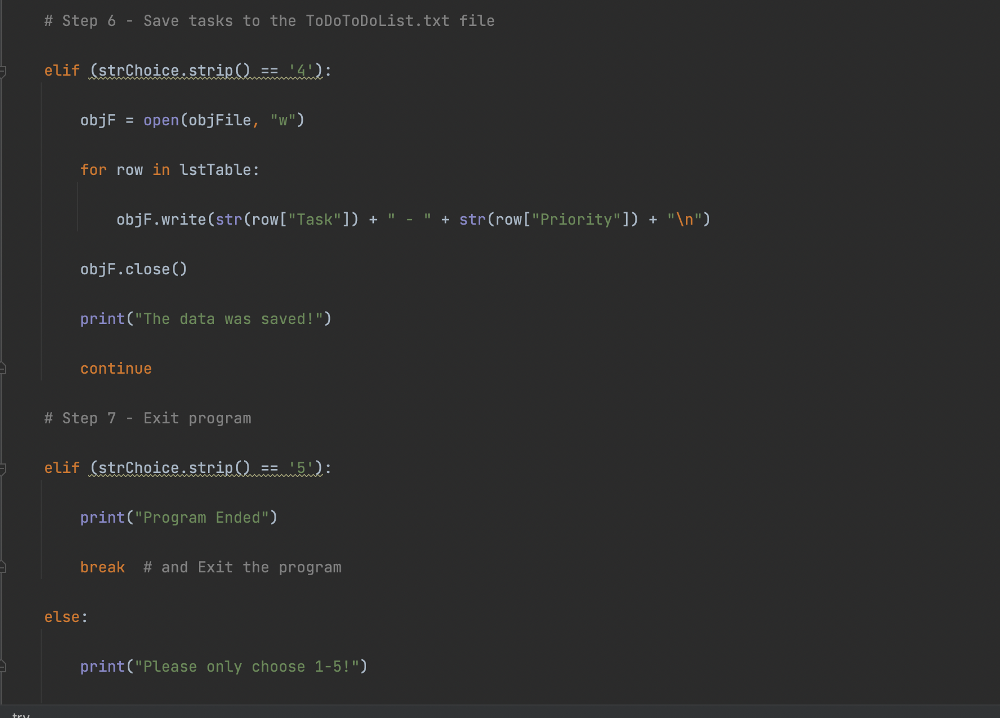 # Step 6 - Save tasks to the ToDoToDoList.txt file
elif (strChoice.strip() == '4'):
objF = open(objFile, "w")
for row in lstTable:
objF.write(str(row["Task"]) + " - " + str(row["Priority"]) + "\n")
objF.close()
print("The data was saved!")
continue
# Step 7 - Exit program
elif (strChoice.strip() == '5'):
print("Program Ended")
break  # and Exit the program
else:
print("Please only choose 1-5!")
try